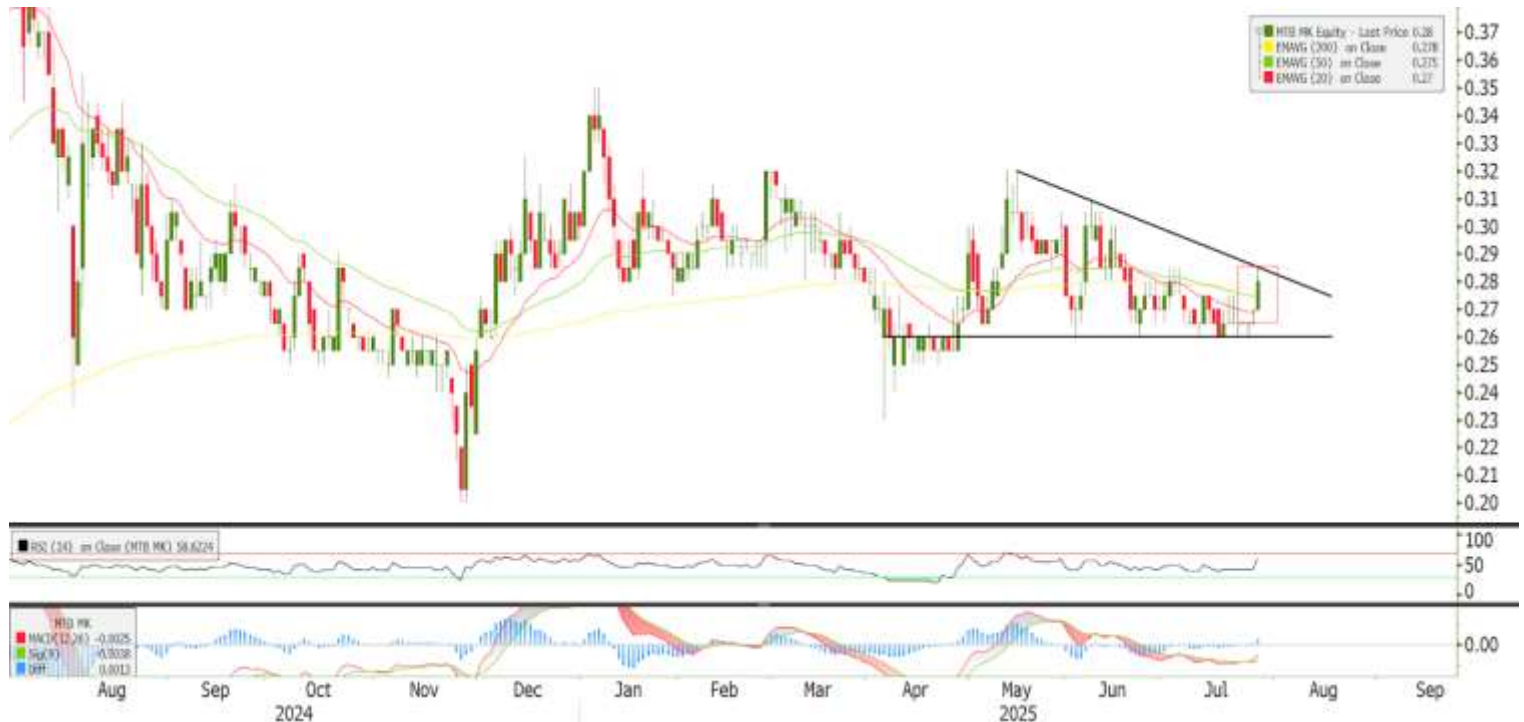 MTB MK Equity - Last Price 0.28
EMAVG (200) on Close 0.278
EMAVG (50) on Close 0.275
EMAVG (20) on Close 0.27
0.37
0.36
0.35
0.34
0.33
0.32
0.31
0.30
0.29
0.28
0.27
0.26
0.25
0.24
0.23
0.22
0.21
0.20
RSI (14) on Close (MTB MK) 58.6224
100
50
0
MTB MK
MACD(12,26) -0.0025
Sig(9) -0.0038
Diff 0.0013
0.00
Aug Sep Oct Nov Dec Jan Feb Mar Apr May Jun Jul Aug Sep
2024 2025